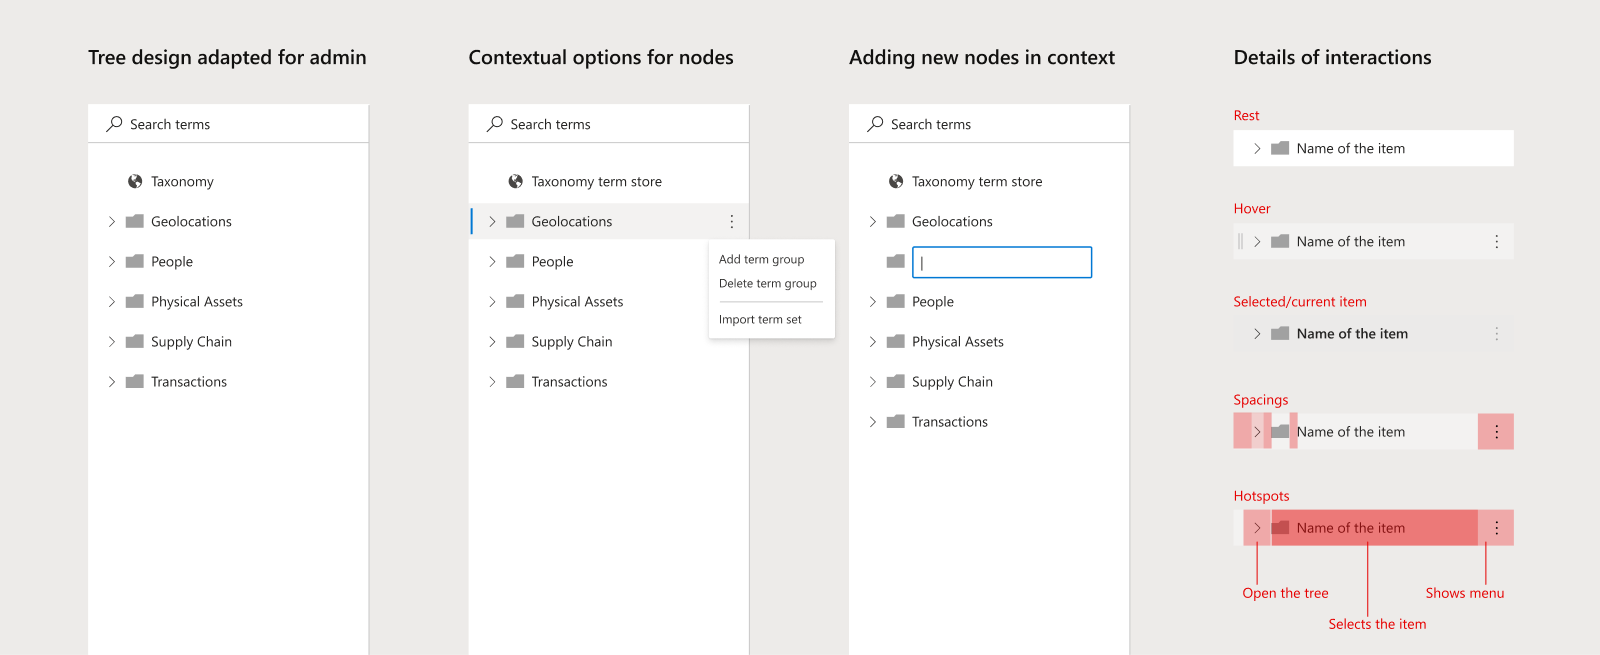 Tree design adapted for admin
Search terms
Taxonomy
Geolocations
People
Physical Assets
Supply Chain
Transactions
Contextual options for nodes
Search terms
Taxonomy term store
Geolocations
People
Physical Assets
Supply Chain
Transactions
Add term group
Delete term group
Import term set
Adding new nodes in context
Search terms
Taxonomy term store
Geolocations
People
Physical Assets
Supply Chain
Transactions
Details of interactions
Rest
Name of the item
Hover
Name of the item
Selected/current item
Name of the item
Spacings
Name of the item
Hotspots
Name of the item
Open the tree
Shows menu
Selects the item